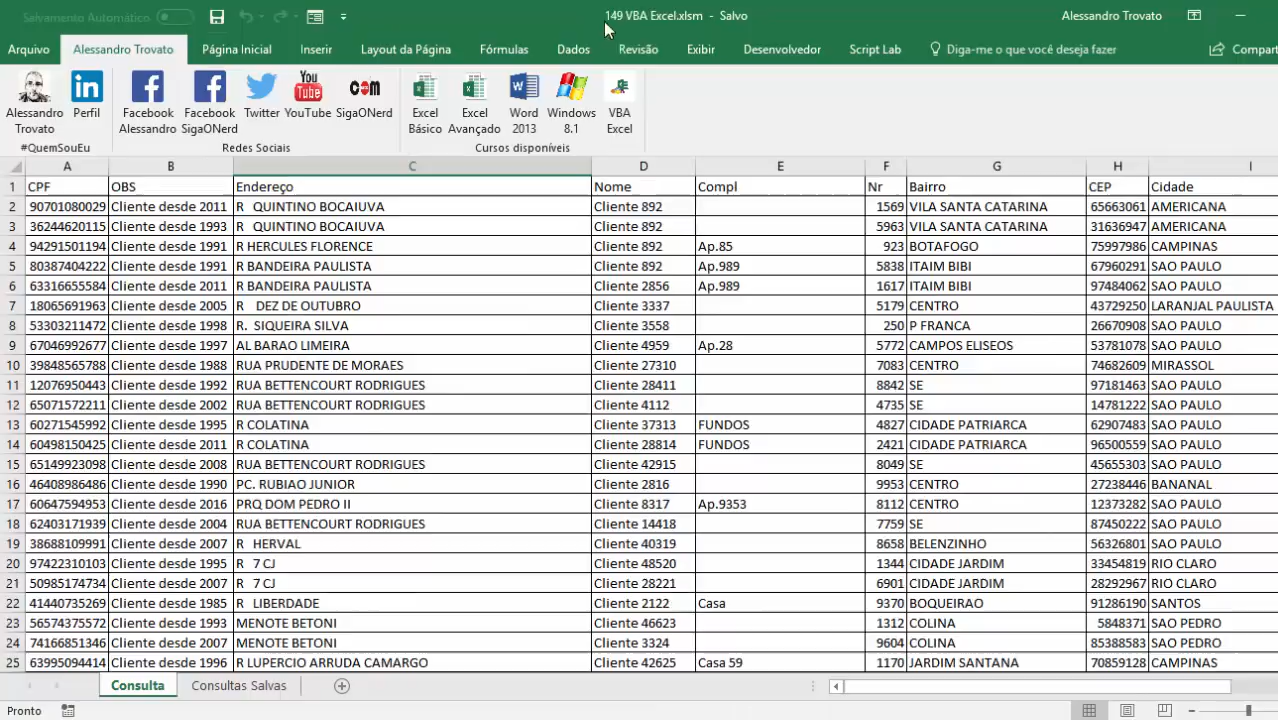 Salvamento Automático
149 VBA Excel.xlsm - Salvo
Alessandro Trovato
Arquivo Alessandro Trovato Página Inicial Inserir Layout da Página Fórmulas Dados Revisão Exibir Desenvolvedor Script Lab Diga-me o que você deseja fazer Compart
Alessandro Trovato Perfil Facebook Alessandro Facebook SigaONerd Twitter YouTube SigaONerd Excel Básico Excel Avançado Word 2013 Windows 8.1 VBA Excel
#QuemSouEu Redes Sociais Cursos disponíveis
A B C D E F G H I
1 CPF OBS Endereço Nome Compl Nr Bairro CEP Cidade
2 90701080029 Cliente desde 2011 R QUINTINO BOCAIUVA Cliente 892 1569 VILA SANTA CATARINA 65663061 AMERICANA
3 36244620115 Cliente desde 1993 R QUINTINO BOCAIUVA Cliente 892 5963 VILA SANTA CATARINA 31636947 AMERICANA
4 94291501194 Cliente desde 1991 R HERCULES FLORENCE Cliente 892 Ap.85 923 BOTAFOGO 75997986 CAMPINAS
5 80387404222 Cliente desde 1991 R BANDEIRA PAULISTA Cliente 892 Ap.989 5838 ITAIM BIBI 67960291 SAO PAULO
6 63316655584 Cliente desde 2011 R BANDEIRA PAULISTA Cliente 2856 Ap.989 1617 ITAIM BIBI 97484062 SAO PAULO
7 18065691963 Cliente desde 2005 R DEZ DE OUTUBRO Cliente 3337 5179 CENTRO 43729250 LARANJAL PAULISTA
8 53303211472 Cliente desde 1998 R. SIQUEIRA SILVA Cliente 3558 250 P FRANCA 26670908 SAO PAULO
9 67046992677 Cliente desde 1997 AL BARAO LIMEIRA Cliente 4959 Ap.28 5772 CAMPOS ELISEOS 53781078 SAO PAULO
10 39848565788 Cliente desde 1988 RUA PRUDENTE DE MORAES Cliente 27310 7083 CENTRO 74682609 MIRASSOL
11 12076950443 Cliente desde 1992 RUA BETTENCOURT RODRIGUES Cliente 28411 8842 SE 97181463 SAO PAULO
12 65071572211 Cliente desde 2002 RUA BETTENCOURT RODRIGUES Cliente 4112 4735 SE 14781222 SAO PAULO
13 60271545992 Cliente desde 1995 R COLATINA Cliente 37313 FUNDOS 4827 CIDADE PATRIARCA 62907483 SAO PAULO
14 60498150425 Cliente desde 2011 R COLATINA Cliente 28814 FUNDOS 2421 CIDADE PATRIARCA 96500559 SAO PAULO
15 65149923098 Cliente desde 2008 RUA BETTENCOURT RODRIGUES Cliente 42915 8049 SE 45655303 SAO PAULO
16 46408986486 Cliente desde 1990 PC. RUBIAO JUNIOR Cliente 2816 9953 CENTRO 27238446 BANANAL
17 60647594953 Cliente desde 2016 PRQ DOM PEDRO II Cliente 8317 Ap.9353 8112 CENTRO 12373282 SAO PAULO
18 62403171939 Cliente desde 2004 RUA BETTENCOURT RODRIGUES Cliente 14418 7759 SE 87450222 SAO PAULO
19 38688109991 Cliente desde 2007 R HERVAL Cliente 40319 8658 BELENZINHO 56326801 SAO PAULO
20 97422310103 Cliente desde 1995 R 7 CJ Cliente 48520 1344 CIDADE JARDIM 33454819 RIO CLARO
21 50985174734 Cliente desde 2007 R 7 CJ Cliente 28221 6901 CIDADE JARDIM 28292967 RIO CLARO
22 41440735269 Cliente desde 1985 R LIBERDADE Cliente 2122 Casa 9370 BOQUEIRAO 91286190 SANTOS
23 56574375572 Cliente desde 1993 MENOTE BETONI Cliente 46623 1312 COLINA 5848371 SAO PEDRO
24 74166851346 Cliente desde 2007 MENOTE BETONI Cliente 3324 9604 COLINA 85388583 SAO PEDRO
25 63995094414 Cliente desde 1996 R LUPERCIO ARRUDA CAMARGO Cliente 42625 Casa 59 1170 JARDIM SANTANA 70859128 CAMPINAS
Consulta Consultas Salvas
Pronto